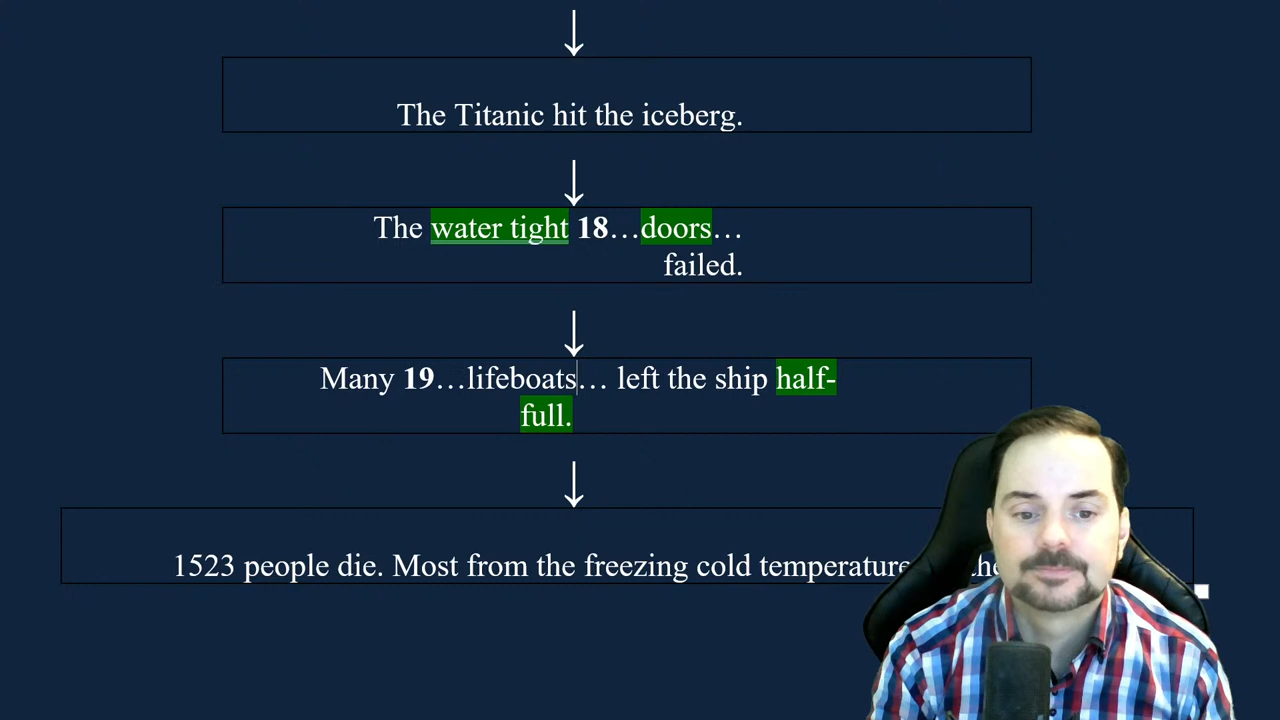 The Titanic hit the iceberg.
The water tight 18…doors…
failed.
Many 19…lifeboats… left the ship half-
full.
1523 people die. Most from the freezing cold temperature